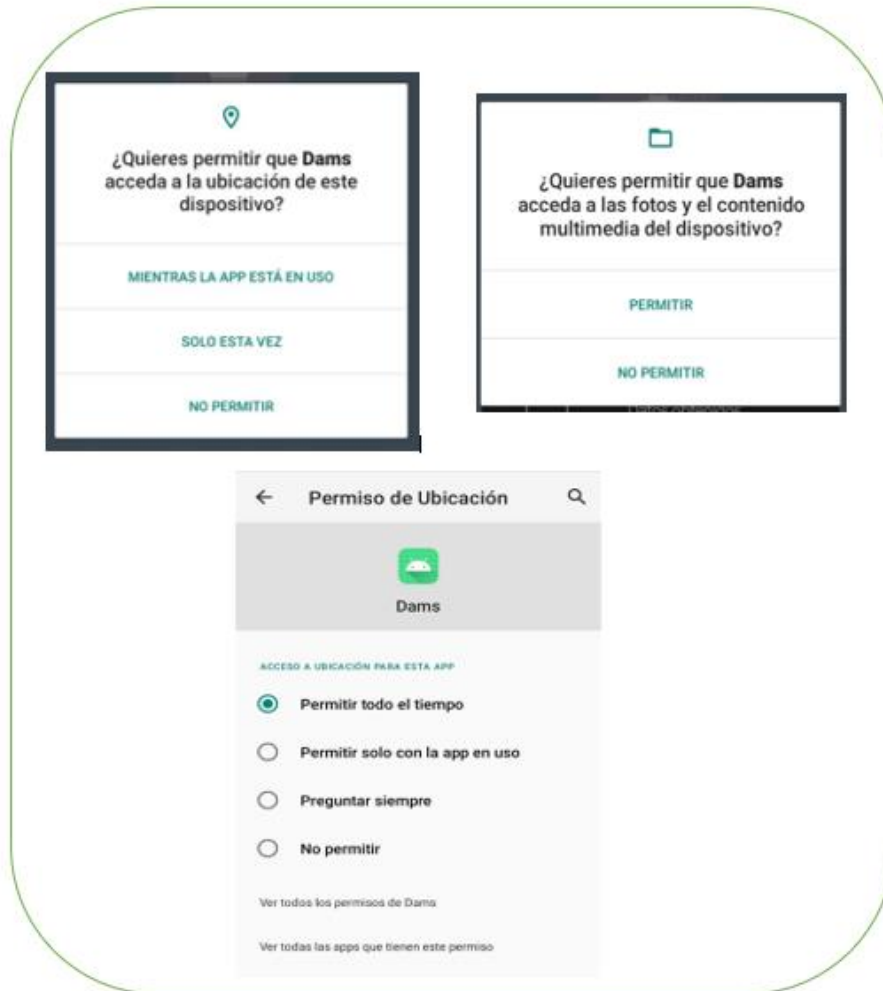 ¿Quieres permitir que Dams
acceda a la ubicación de este
dispositivo?
MIENTRAS LA APP ESTÁ EN USO
SOLO ESTA VEZ
NO PERMITIR
¿Quieres permitir que Dams
acceda a las fotos y el contenido
multimedia del dispositivo?
PERMITIR
NO PERMITIR
Permiso de Ubicación
Dams
ACCESO A UBICACIÓN PARA ESTA APP
Permitir todo el tiempo
Permitir solo con la app en uso
Preguntar siempre
No permitir
Ver todos los permisos de Dams
Ver todas las apps que tienen este permiso